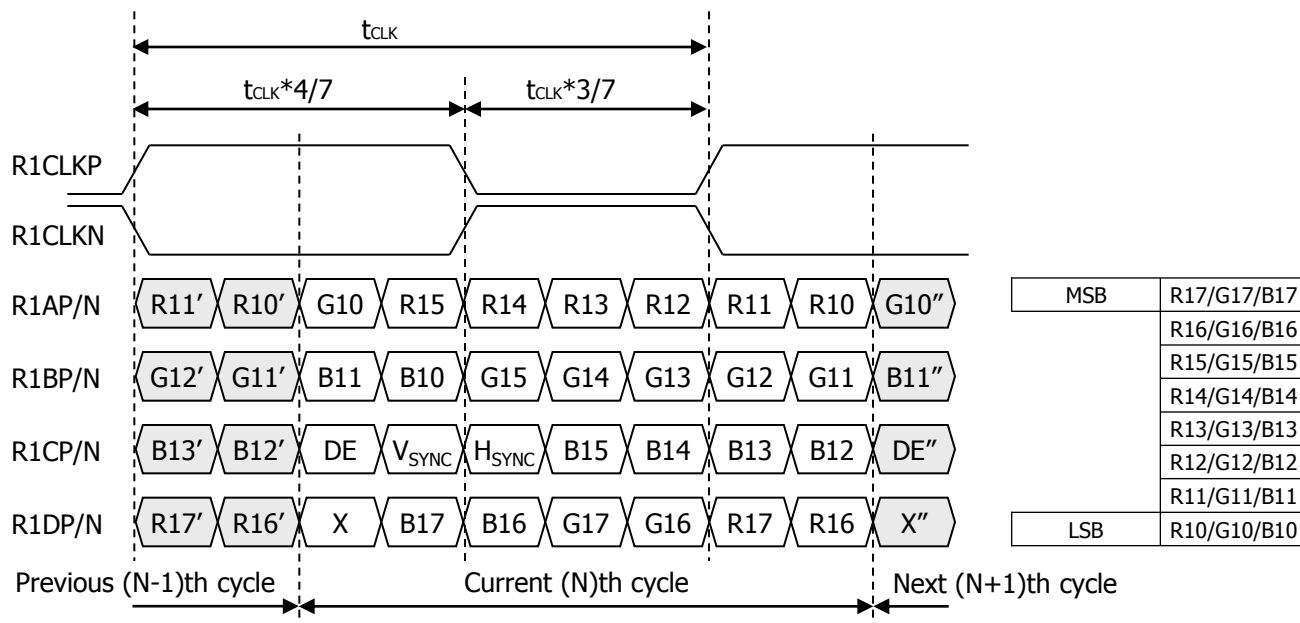 tCLK
tCLK*4/7 tCLK*3/7
R1CLKP
R1CLKN
R1AP/N R11′ R10′ G10 R15 R14 R13 R12 R11 R10 G10″
R1BP/N G12′ G11′ B11 B10 G15 G14 G13 G12 G11 B11″
R1CP/N B13′ B12′ DE VSYNC HSYNC B15 B14 B13 B12 DE″
R1DP/N R17′ R16′ X B17 B16 G17 G16 R17 R16 X″
Previous (N-1)th cycle Current (N)th cycle Next (N+1)th cycle
MSB R17/G17/B17
R16/G16/B16
R15/G15/B15
R14/G14/B14
R13/G13/B13
R12/G12/B12
R11/G11/B11
LSB R10/G10/B10